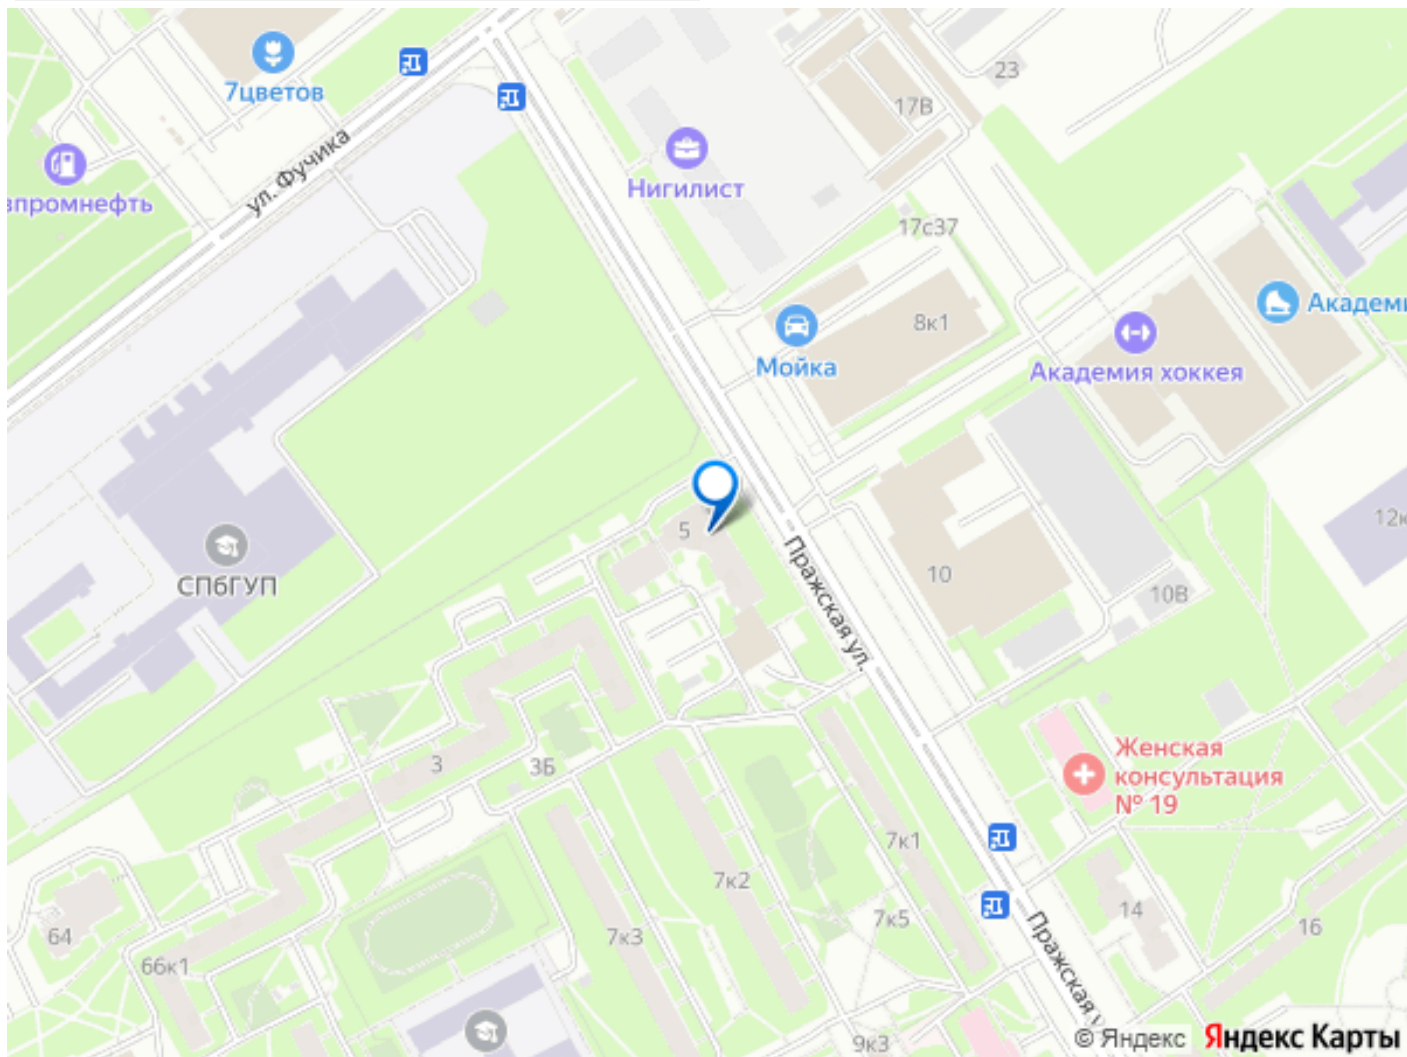 7цветов
23
17В
ул. Фучика
Нигилист
зпромнефть
17с37
8к1
Академи
Мойка
Академия хоккея
12к
5
СПбГУП
Пражская ул.
10
10В
3
3Б
Женская
консультация
№ 19
7к1
7к2
7к5
14
16
64
7к3
66к1
Пражская у
9к3
© Яндекс Яндекс Карты